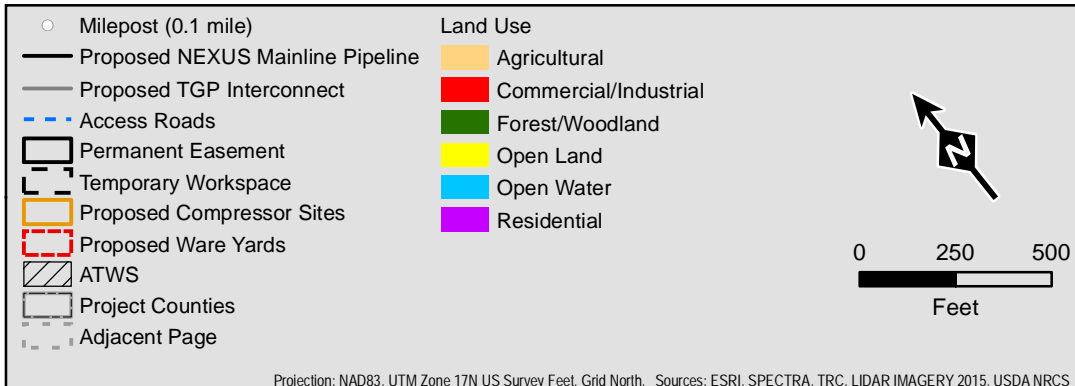 Milepost (0.1 mile)
Proposed NEXUS Mainline Pipeline
Proposed TGP Interconnect
Access Roads
Permanent Easement
Temporary Workspace
Proposed Compressor Sites
Proposed Ware Yards
ATWS
Project Counties
Adjacent Page
Land Use
Agricultural
Commercial/Industrial
Forest/Woodland
Open Land
Open Water
Residential
N
0 250 500
Feet
Projection: NAD83, UTM Zone 17N US Survey Feet, Grid North. Sources: ESRI, SPECTRA, TRC, LIDAR IMAGERY 2015, USDA NRCS